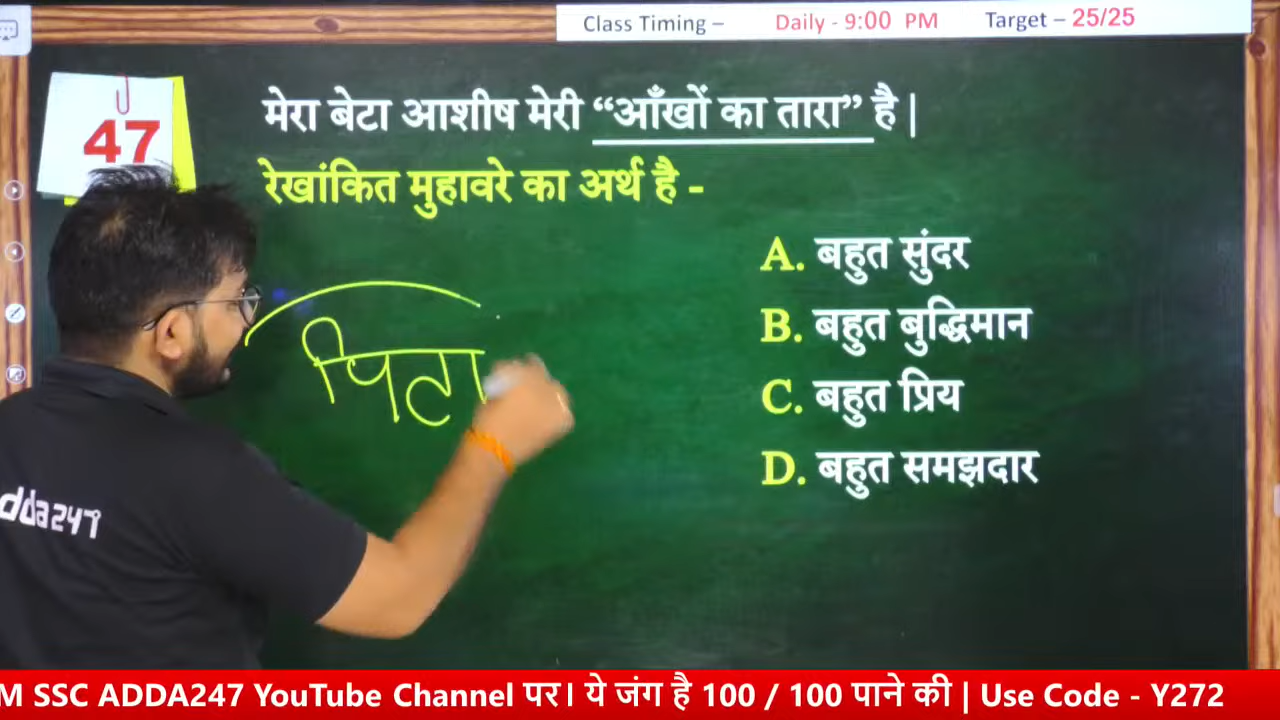 Class Timing – Daily - 9:00 PM Target – 25/25
47
मेरा बेटा आशीष मेरी “आँखों का तारा” है |
रेखांकित मुहावरे का अर्थ है -
A. बहुत सुंदर
B. बहुत बुद्धिमान
C. बहुत प्रिय
D. बहुत समझदार
पिता
dda247
M SSC ADDA247 YouTube Channel पर। ये जंग है 100 / 100 पाने की | Use Code - Y272